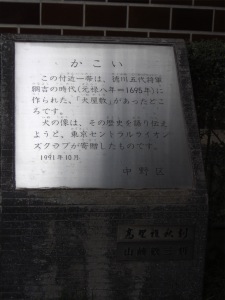 かこい
この付近一帯は、徳川五代将軍
綱吉の時代(元禄八年=1695年)に
作られた、「犬屋敷」があったとこ
ろです。
犬の像は、その歴史を語り伝え
ようと、東京セントラルライオン
ズクラブが寄贈したものです。
1991年10月
中野区